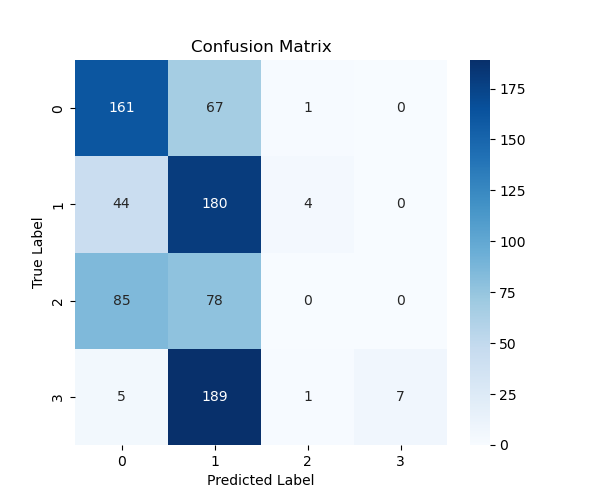 Confusion Matrix
0 161 67 1 0
1 44 180 4 0
2 85 78 0 0
3 5 189 1 7
0 1 2 3
True Label
Predicted Label
175
150
125
100
75
50
25
0